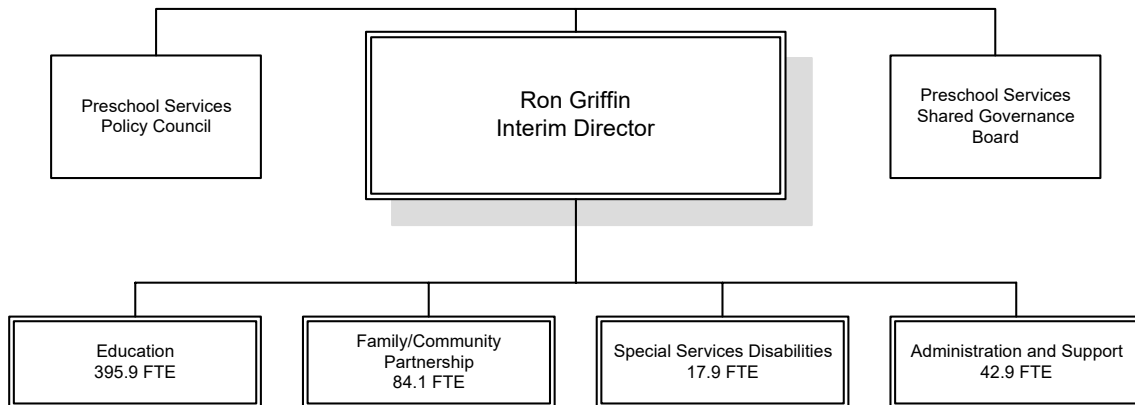 Preschool Services
Policy Council
Ron Griffin
Interim Director
Preschool Services
Shared Governance
Board
Education
395.9 FTE
Family/Community
Partnership
84.1 FTE
Special Services Disabilities
17.9 FTE
Administration and Support
42.9 FTE